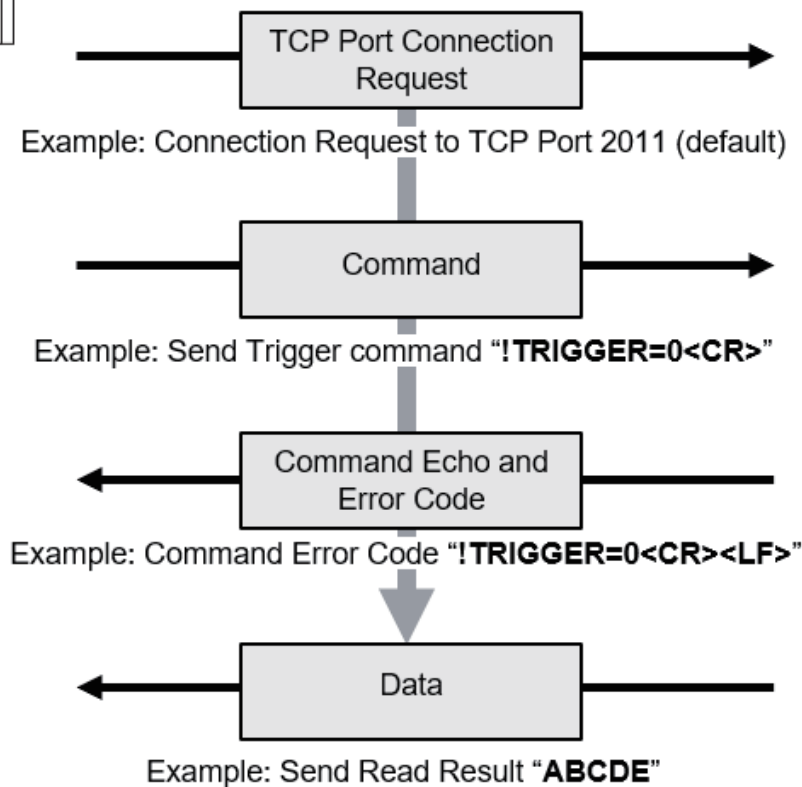 TCP Port Connection
Request
Example: Connection Request to TCP Port 2011 (default)
Command
Example: Send Trigger command “!TRIGGER=0<CR>”
Command Echo and
Error Code
Example: Command Error Code “!TRIGGER=0<CR><LF>”
Data
Example: Send Read Result “ABCDE”